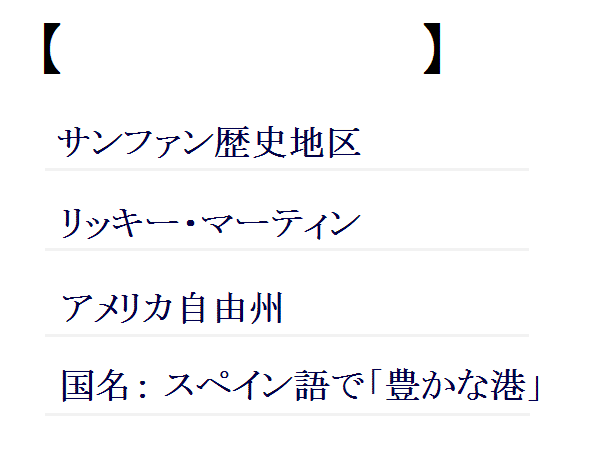 【 】
サンファン歴史地区
リッキー・マーティン
アメリカ自由州
国名: スペイン語で「豊かな港」